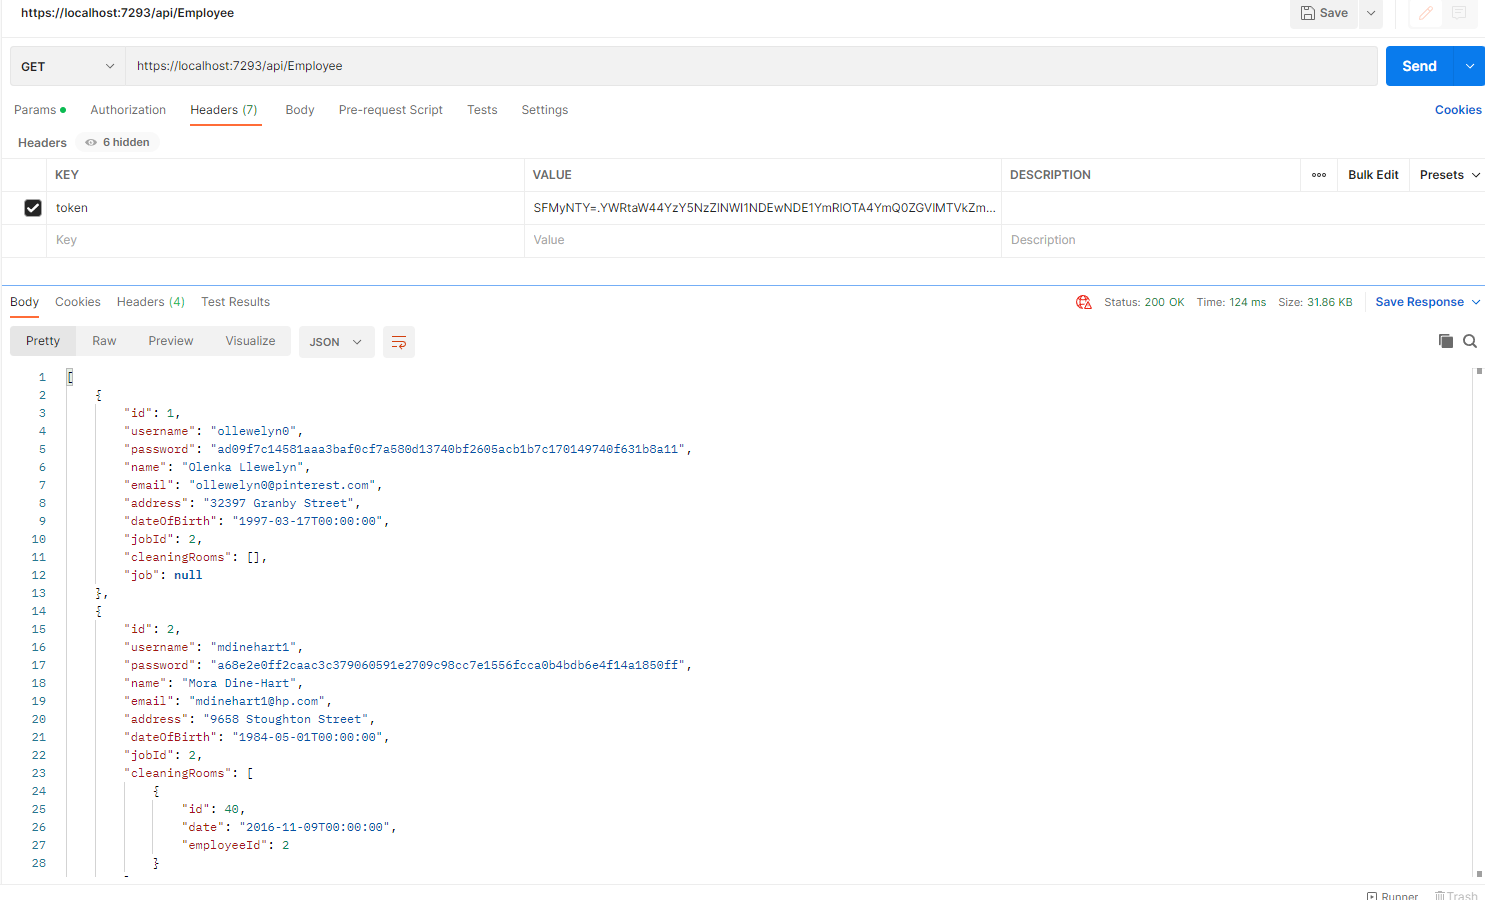 https://localhost:7293/api/Employee
Save
GET https://localhost:7293/api/Employee Send
Params Authorization Headers (7) Body Pre-request Script Tests Settings Cookies
Headers 6 hidden
KEY VALUE DESCRIPTION Bulk Edit Presets
token SFMyNTY=.YWRtaW44YzY5NzZlNWI1NDEwNDE1YmRlOTA4YmQ0ZGVlMTVkZm...
Key Value Description
Body Cookies Headers (4) Test Results Status: 200 OK Time: 124 ms Size: 31.86 KB Save Response
Pretty Raw Preview Visualize JSON
1 [
2 {
3 "id": 1,
4 "username": "ollewelyn0",
5 "password": "ad09f7c14581aaa3baf0cf7a580d13740bf2605acb1b7c170149740f631b8a11",
6 "name": "Olenka Llewelyn",
7 "email": "ollewelyn0@pinterest.com",
8 "address": "32397 Granby Street",
9 "dateOfBirth": "1997-03-17T00:00:00",
10 "jobId": 2,
11 "cleaningRooms": [],
12 "job": null
13 },
14 {
15 "id": 2,
16 "username": "mdinehart1",
17 "password": "a68e2e0ff2caac3c379060591e2709c98cc7e1556fcca0b4bdb6e4f14a1850ff",
18 "name": "Mora Dine-Hart",
19 "email": "mdinehart1@hp.com",
20 "address": "9658 Stoughton Street",
21 "dateOfBirth": "1984-05-01T00:00:00",
22 "jobId": 2,
23 "cleaningRooms": [
24 {
25 "id": 40,
26 "date": "2016-11-09T00:00:00",
27 "employeeId": 2
28 }
Runner Trash